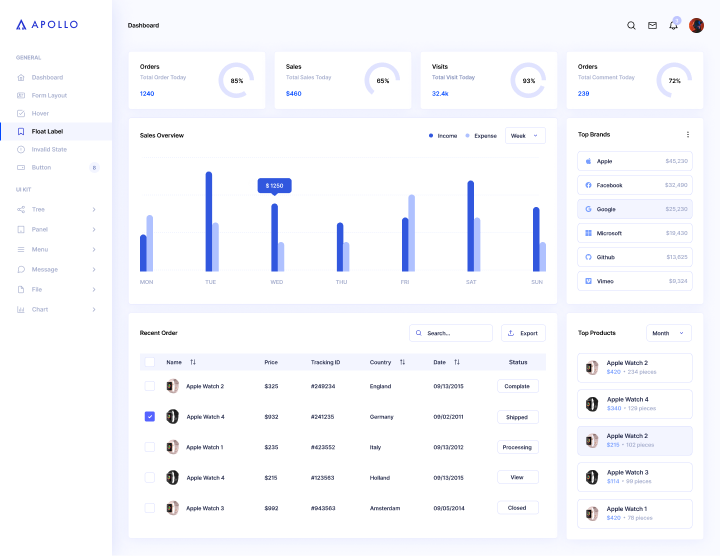 APOLLO
GENERAL
Dashboard
Form Layout
Hover
Float Label
Invalid State
Button 8
UI KIT
Tree
Panel
Menu
Message
File
Chart
Dashboard
Orders
Total Order Today
1240
85%
Sales
Total Sales Today
$460
65%
Visits
Total Visit Today
32.4k
93%
Orders
Total Comment Today
239
72%
Sales Overview
Income Expense Week
$ 1250
MON TUE WED THU FRI SAT SUN
Top Brands
Apple $45,230
Facebook $32,490
Google $25,230
Microsoft $19,430
Github $13,625
Vimeo $9,324
Recent Order
Search...
Export
Name Price Tracking ID Country Date Status
Apple Watch 2 $325 #249234 England 09/13/2015 Complate
Apple Watch 4 $932 #241235 Germany 09/02/2011 Shipped
Apple Watch 1 $235 #423552 Italy 09/13/2012 Processing
Apple Watch 4 $215 #123563 Holland 09/13/2015 View
Apple Watch 3 $992 #943563 Amsterdam 09/05/2014 Closed
Top Products
Month
Apple Watch 2
$420 • 234 pieces
Apple Watch 4
$340 • 129 pieces
Apple Watch 2
$215 • 103 pieces
Apple Watch 3
$114 • 99 pieces
Apple Watch 1
$420 • 78 pieces